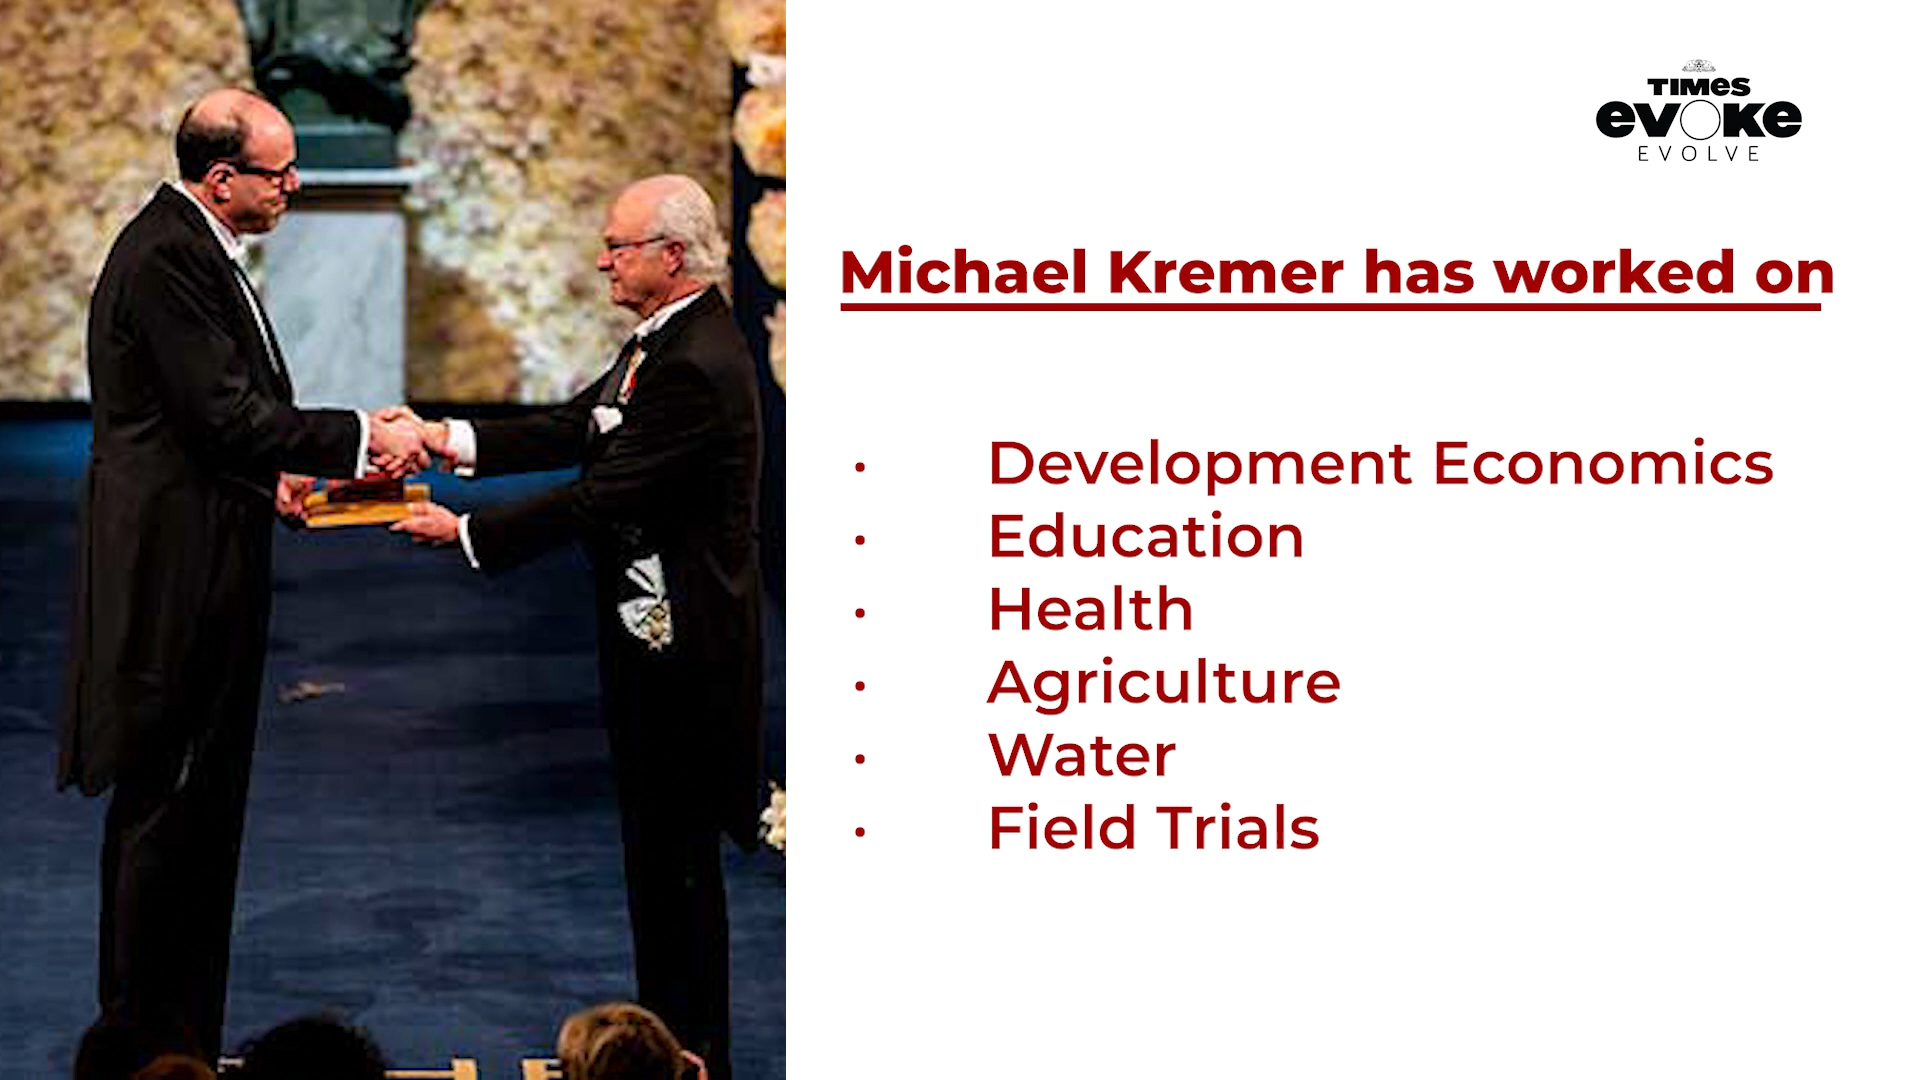 TIMES
evoke
EVOLVE
Michael Kremer has worked on
· Development Economics
· Education
· Health
· Agriculture
· Water
· Field Trials